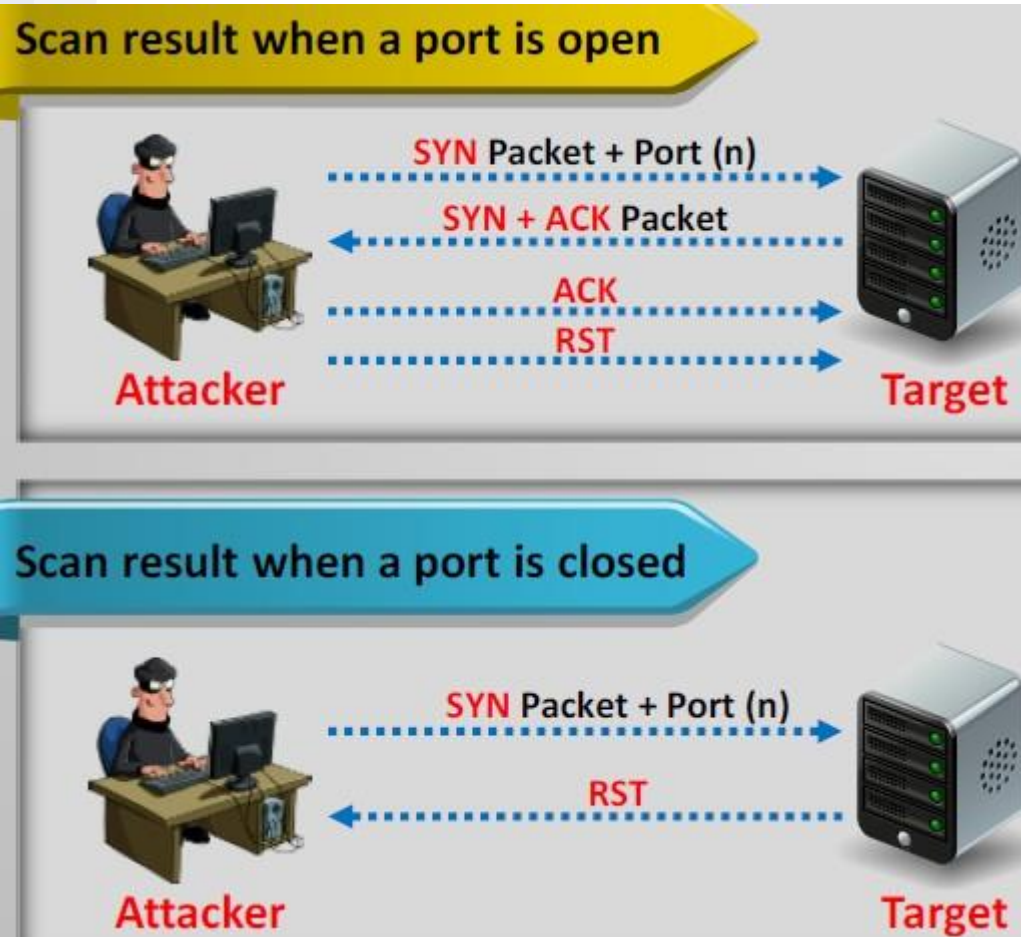 Scan result when a port is open
SYN Packet + Port (n)
SYN + ACK Packet
ACK
RST
Attacker
Target
Scan result when a port is closed
SYN Packet + Port (n)
RST
Attacker
Target